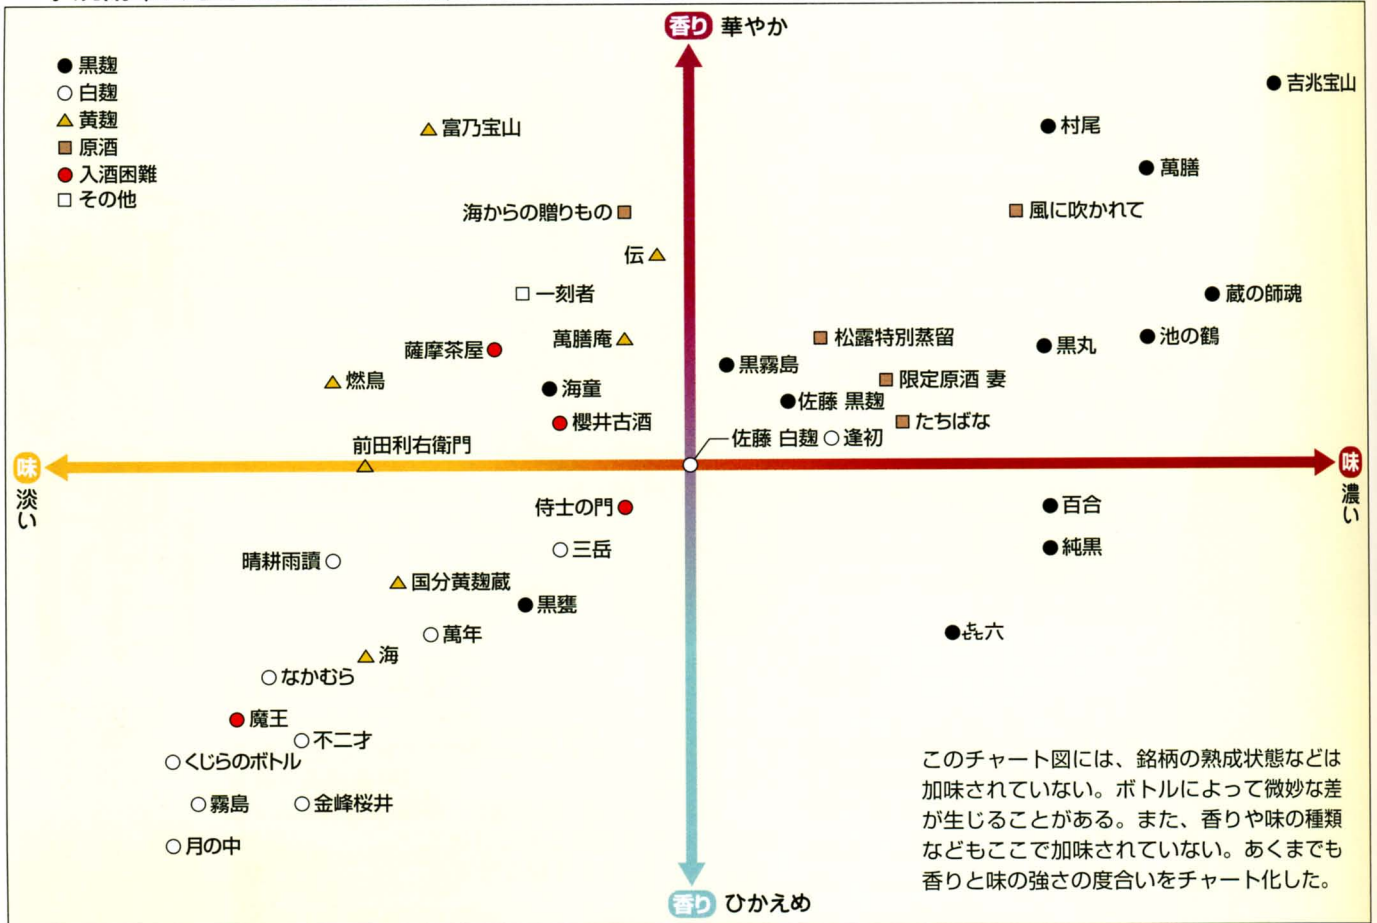 香り 華やか
黒麹
白麹
黄麹
原酒
入酒困難
その他
吉兆宝山
富乃宝山
村尾
萬膳
海からの贈りもの
風に吹かれて
伝
一刻者
蔵の師魂
薩摩茶屋
萬膳庵
松露特別蒸留
黒丸
池の鶴
黒霧島
燃島
海童
限定原酒 妻
佐藤 黒麹
櫻井古酒
たちばな
前田利右衛門
佐藤 白麹
逢初
味 淡い
味 濃い
侍士の門
百合
三岳
純黒
晴耕雨讀
国分黄麹蔵
黒甕
萬年
㐂六
海
なかむら
魔王
不二才
くじらのボトル
霧島
金峰桜井
月の中
このチャート図には、銘柄の熟成状態などは
加味されていない。ボトルによって微妙な差
が生じることがある。また、香りや味の種類
などもここで加味されていない。あくまでも
香りと味の強さの度合いをチャート化した。
香り ひかえめ